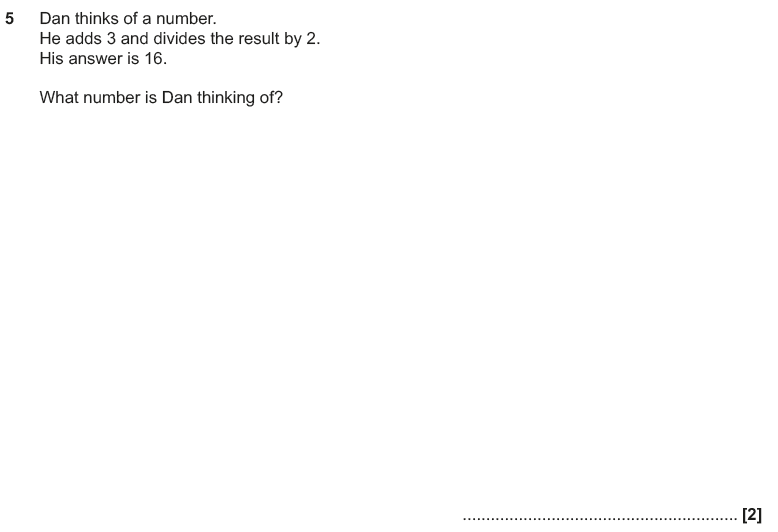 5 Dan thinks of a number.
He adds 3 and divides the result by 2.
His answer is 16.
What number is Dan thinking of?
........................................................... [2]